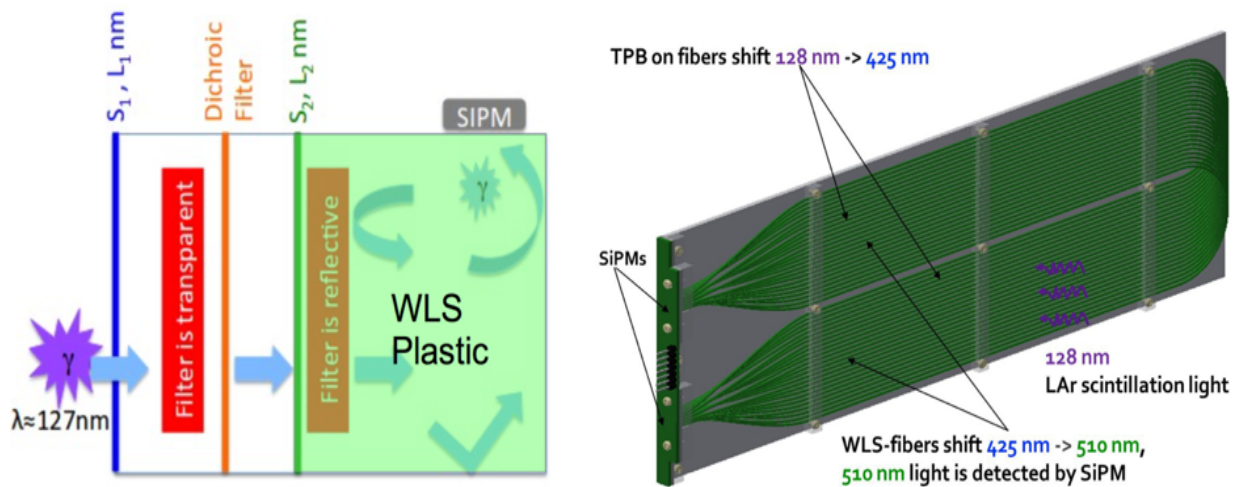 S₁, L₁ nm
Dichroic
Filter
S₂, L₂ nm
SIPM
Filter is transparent
Filter is reflective
γ
WLS
Plastic
γ
λ≈127nm
TPB on fibers shift 128 nm -> 425 nm
SiPMs
128 nm
LAr scintillation light
WLS-fibers shift 425 nm -> 510 nm,
510 nm light is detected by SiPM